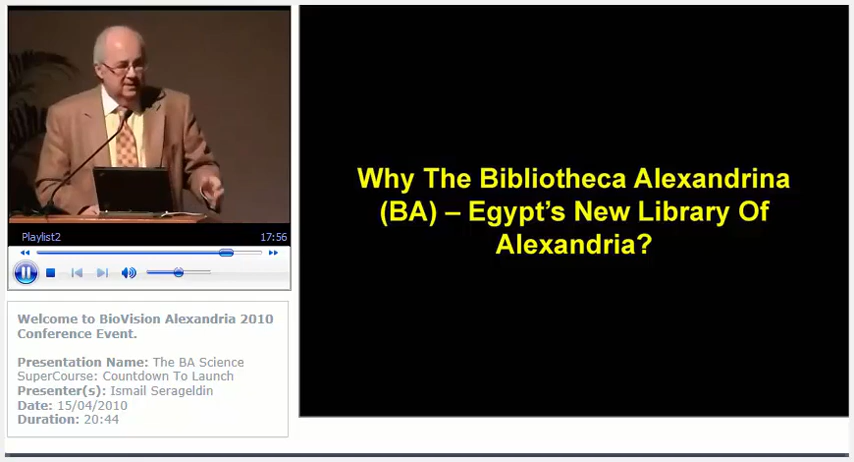 Playlist2
17:56
Welcome to BioVision Alexandria 2010
Conference Event.
Presentation Name: The BA Science
SuperCourse: Countdown To Launch
Presenter(s): Ismail Serageldin
Date: 15/04/2010
Duration: 20:44
Why The Bibliotheca Alexandrina
(BA) – Egypt's New Library Of
Alexandria?